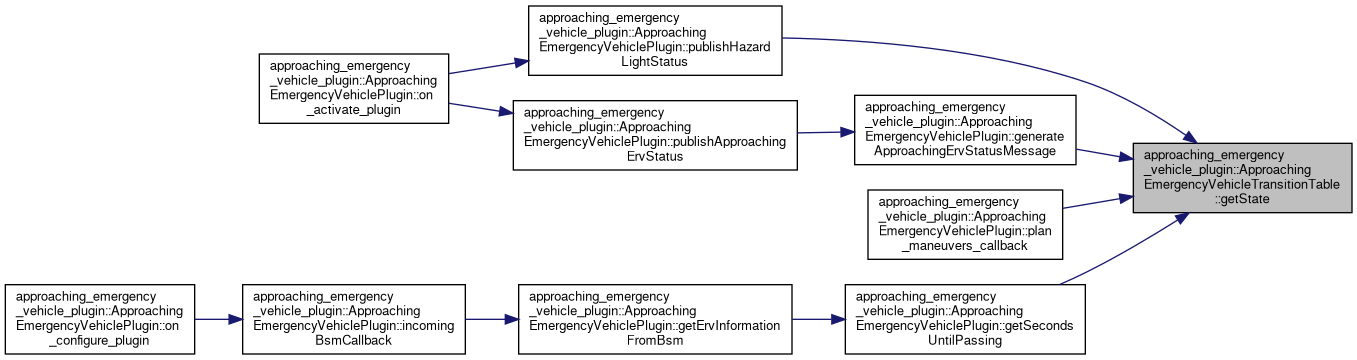 approaching_emergency
_vehicle_plugin::Approaching
EmergencyVehiclePlugin::publishHazard
LightStatus
approaching_emergency
_vehicle_plugin::Approaching
EmergencyVehiclePlugin::on
_activate_plugin
approaching_emergency
_vehicle_plugin::Approaching
EmergencyVehiclePlugin::publishApproaching
ErvStatus
approaching_emergency
_vehicle_plugin::Approaching
EmergencyVehiclePlugin::generate
ApproachingErvStatusMessage
approaching_emergency
_vehicle_plugin::Approaching
EmergencyVehicleTransitionTable
::getState
approaching_emergency
_vehicle_plugin::Approaching
EmergencyVehiclePlugin::plan
_maneuvers_callback
approaching_emergency
_vehicle_plugin::Approaching
EmergencyVehiclePlugin::on
_configure_plugin
approaching_emergency
_vehicle_plugin::Approaching
EmergencyVehiclePlugin::incoming
BsmCallback
approaching_emergency
_vehicle_plugin::Approaching
EmergencyVehiclePlugin::getErvInformation
FromBsm
approaching_emergency
_vehicle_plugin::Approaching
EmergencyVehiclePlugin::getSeconds
UntilPassing